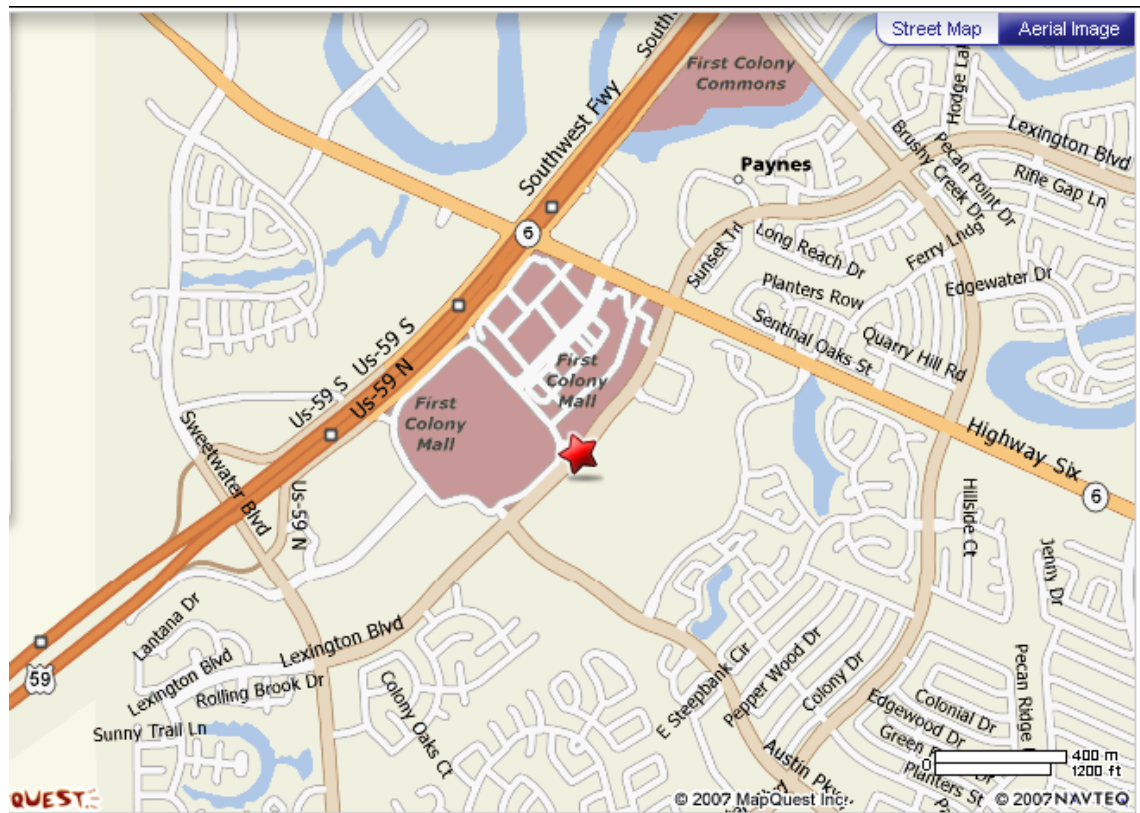 Street Map
Aerial Image
First Colony
Commons
Southwest Fwy
Hodge
Lexington Blvd
Paynes
Brushy Creek Dr
Pecan Point Dr
Rifle Gap Ln
6
Sunset Trl
Long Reach Dr
Ferry Lndg
Edgewater Dr
Planters Row
Sentinal Oaks St
Quarry Hill Rd
Us-59 S
Us-59 S
Us-59 N
First
Colony
Mall
First
Colony
Mall
Highway Six
6
Sweetwater Blvd
Us-59 N
Hillside Ct
Jenny Dr
Lantana Dr
Lexington Blvd
59
Lexington Blvd
Rolling Brook Dr
Sunny Trail Ln
Colony Oaks Ct
E Steepbank Cir
Pepper Wood Dr
Colony Dr
Pecan Ridge
Colonial Dr
Edgewood Dr
Green
Dr
Planters St
Austin
0
400 m
1200 ft
QUEST
© 2007 MapQuest Inc.
© 2007 NAVTEQ